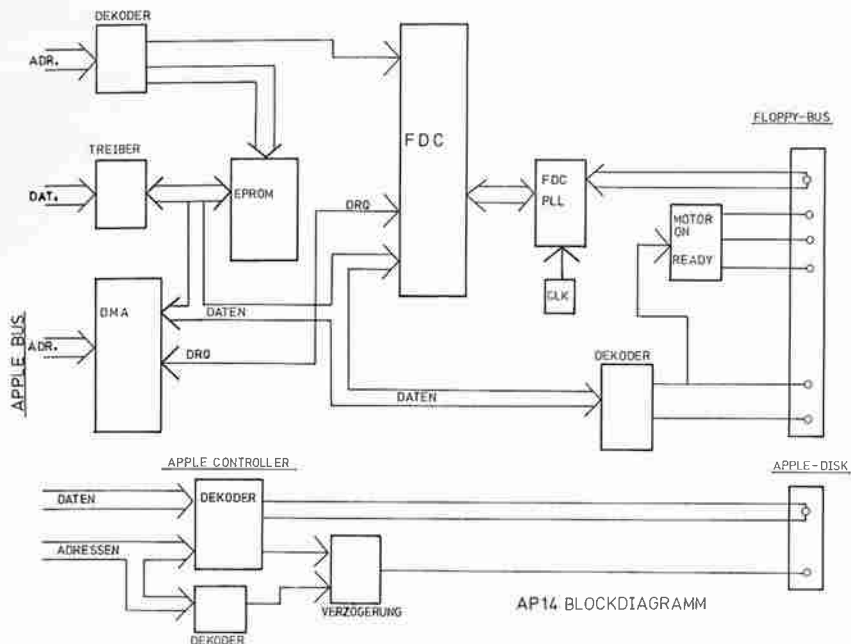 DEKODER
ADR.
FDC
FLOPPY-BUS
TREIBER
DAT.
EPROM
DRQ
FDC
PLL
MOTOR
ON
READY
CLK
APPLE BUS
DMA
ADR.
DATEN
DRQ
DEKODER
DATEN
APPLE CONTROLLER
APPLE-DISK
DATEN
DEKODER
ADRESSEN
VERZÖGERUNG
AP14 BLOCKDIAGRAMM
DEKODER